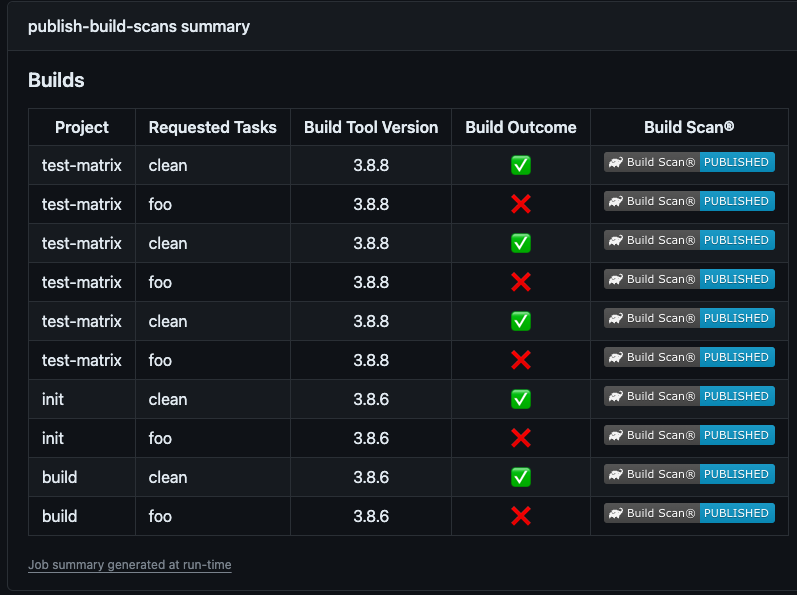 publish-build-scans summary
Builds
Project Requested Tasks Build Tool Version Build Outcome Build Scan®
test-matrix clean 3.8.8 ✅ Build Scan® PUBLISHED
test-matrix foo 3.8.8 ❌ Build Scan® PUBLISHED
test-matrix clean 3.8.8 ✅ Build Scan® PUBLISHED
test-matrix foo 3.8.8 ❌ Build Scan® PUBLISHED
test-matrix clean 3.8.8 ✅ Build Scan® PUBLISHED
test-matrix foo 3.8.8 ❌ Build Scan® PUBLISHED
init clean 3.8.6 ✅ Build Scan® PUBLISHED
init foo 3.8.6 ❌ Build Scan® PUBLISHED
build clean 3.8.6 ✅ Build Scan® PUBLISHED
build foo 3.8.6 ❌ Build Scan® PUBLISHED
Job summary generated at run-time